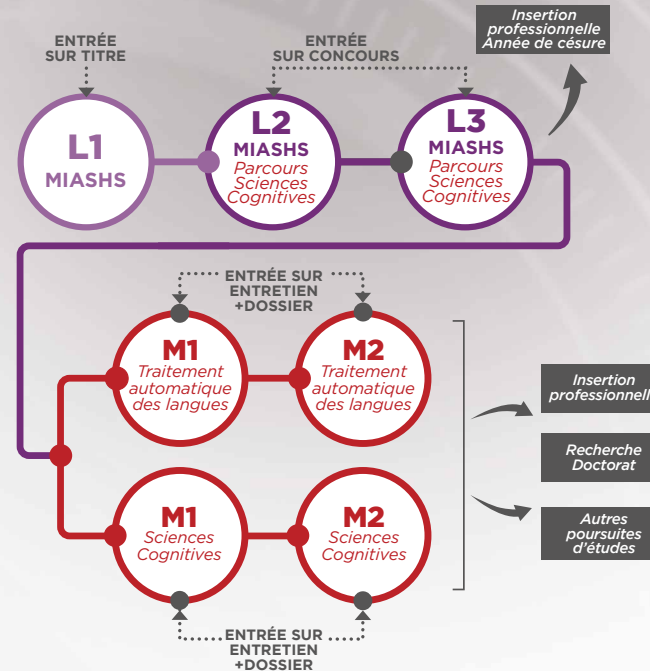 ENTRÉE
SUR TITRE
ENTRÉE
SUR CONCOURS
Insertion
professionnelle
Année de césure
L1
MIASHS
L2
MIASHS
Parcours
Sciences
Cognitives
L3
MIASHS
Parcours
Sciences
Cognitives
ENTRÉE SUR
ENTRETIEN
+DOSSIER
M1
Traitement
automatique
des langues
M2
Traitement
automatique
des langues
Insertion
professionnell
Recherche
Doctorat
Autres
poursuites
d'études
M1
Sciences
Cognitives
M2
Sciences
Cognitives
ENTRÉE SUR
ENTRETIEN
+DOSSIER